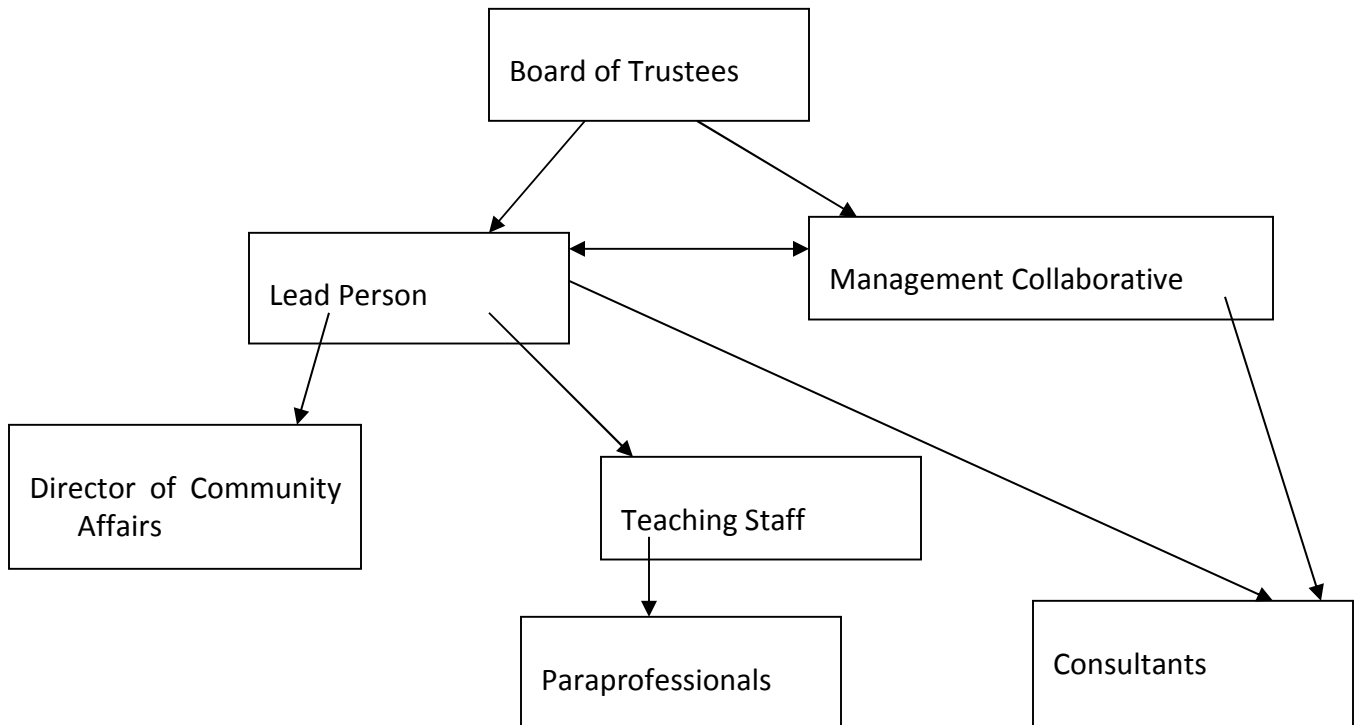 Board of Trustees
Lead Person
Management Collaborative
Director of Community
Affairs
Teaching Staff
Paraprofessionals
Consultants